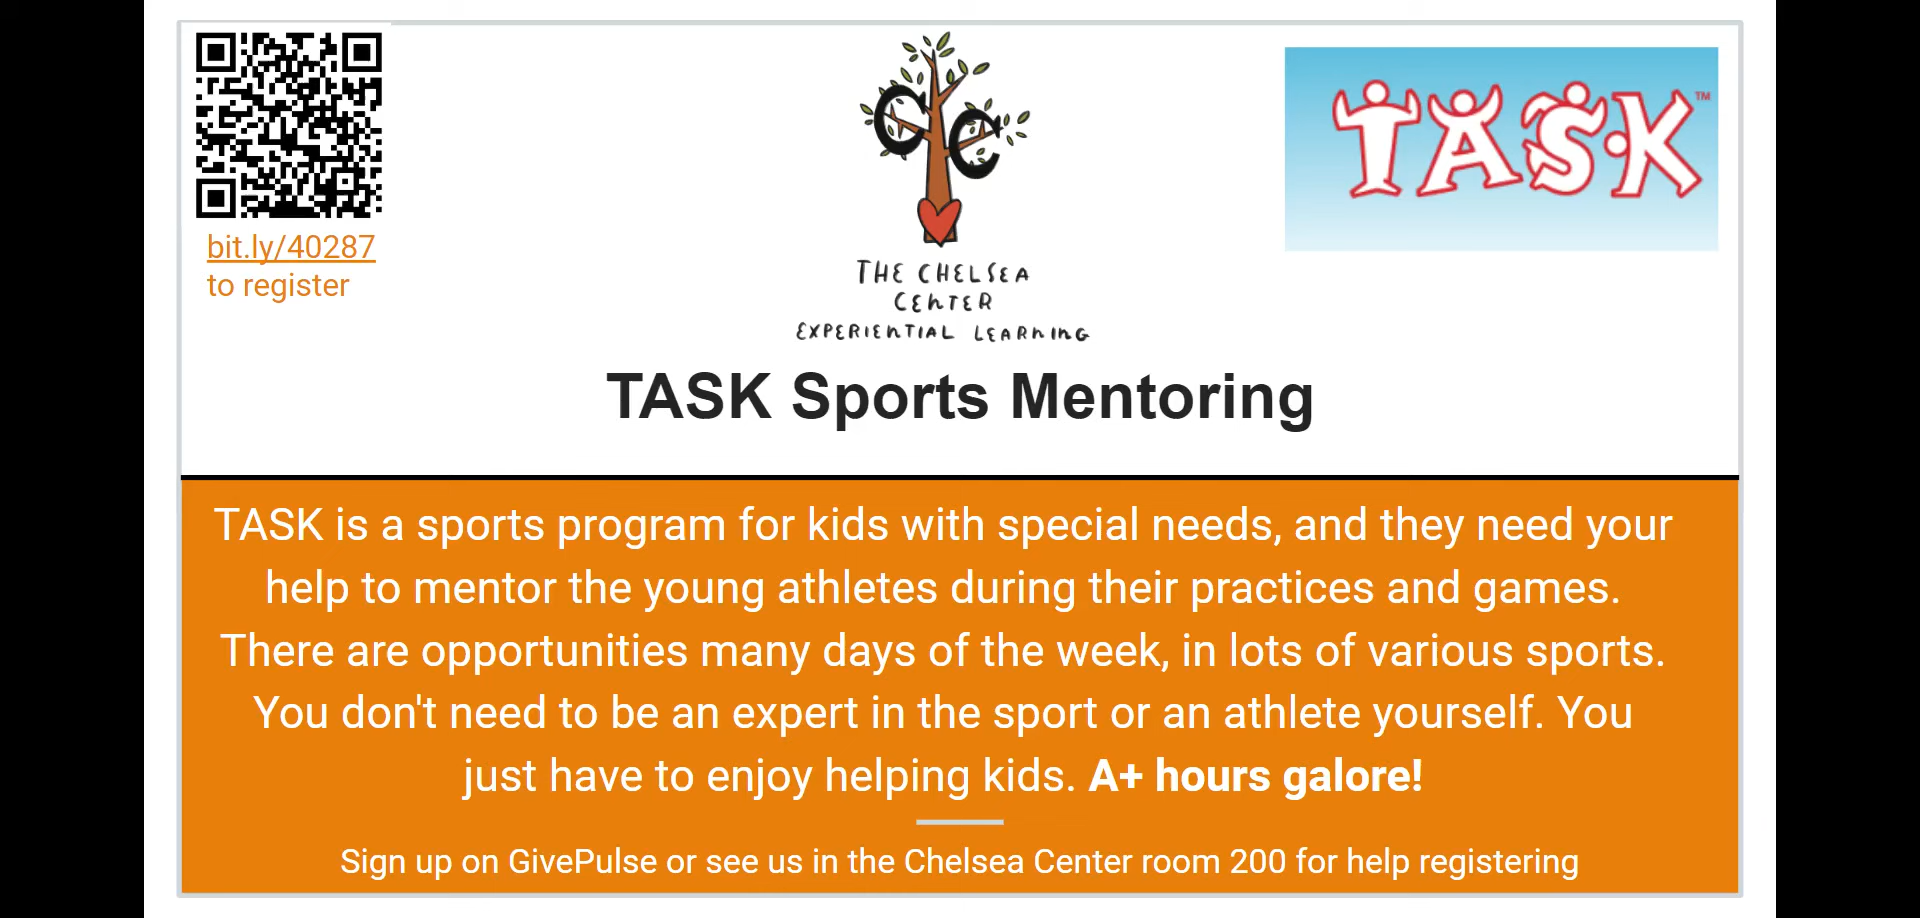 bit.ly/40287
to register
CC
THE CHELSEA
CENTER
EXPERIENTIAL LEARNING
TASK™
TASK Sports Mentoring
TASK is a sports program for kids with special needs, and they need your
help to mentor the young athletes during their practices and games.
There are opportunities many days of the week, in lots of various sports.
You don't need to be an expert in the sport or an athlete yourself. You
just have to enjoy helping kids. A+ hours galore!
Sign up on GivePulse or see us in the Chelsea Center room 200 for help registering